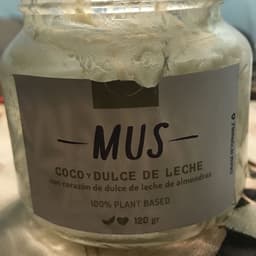 MUS
COCO Y DULCE DE LECHE
con corazón de dulce de leche de almendras
100% PLANT BASED
120 gr